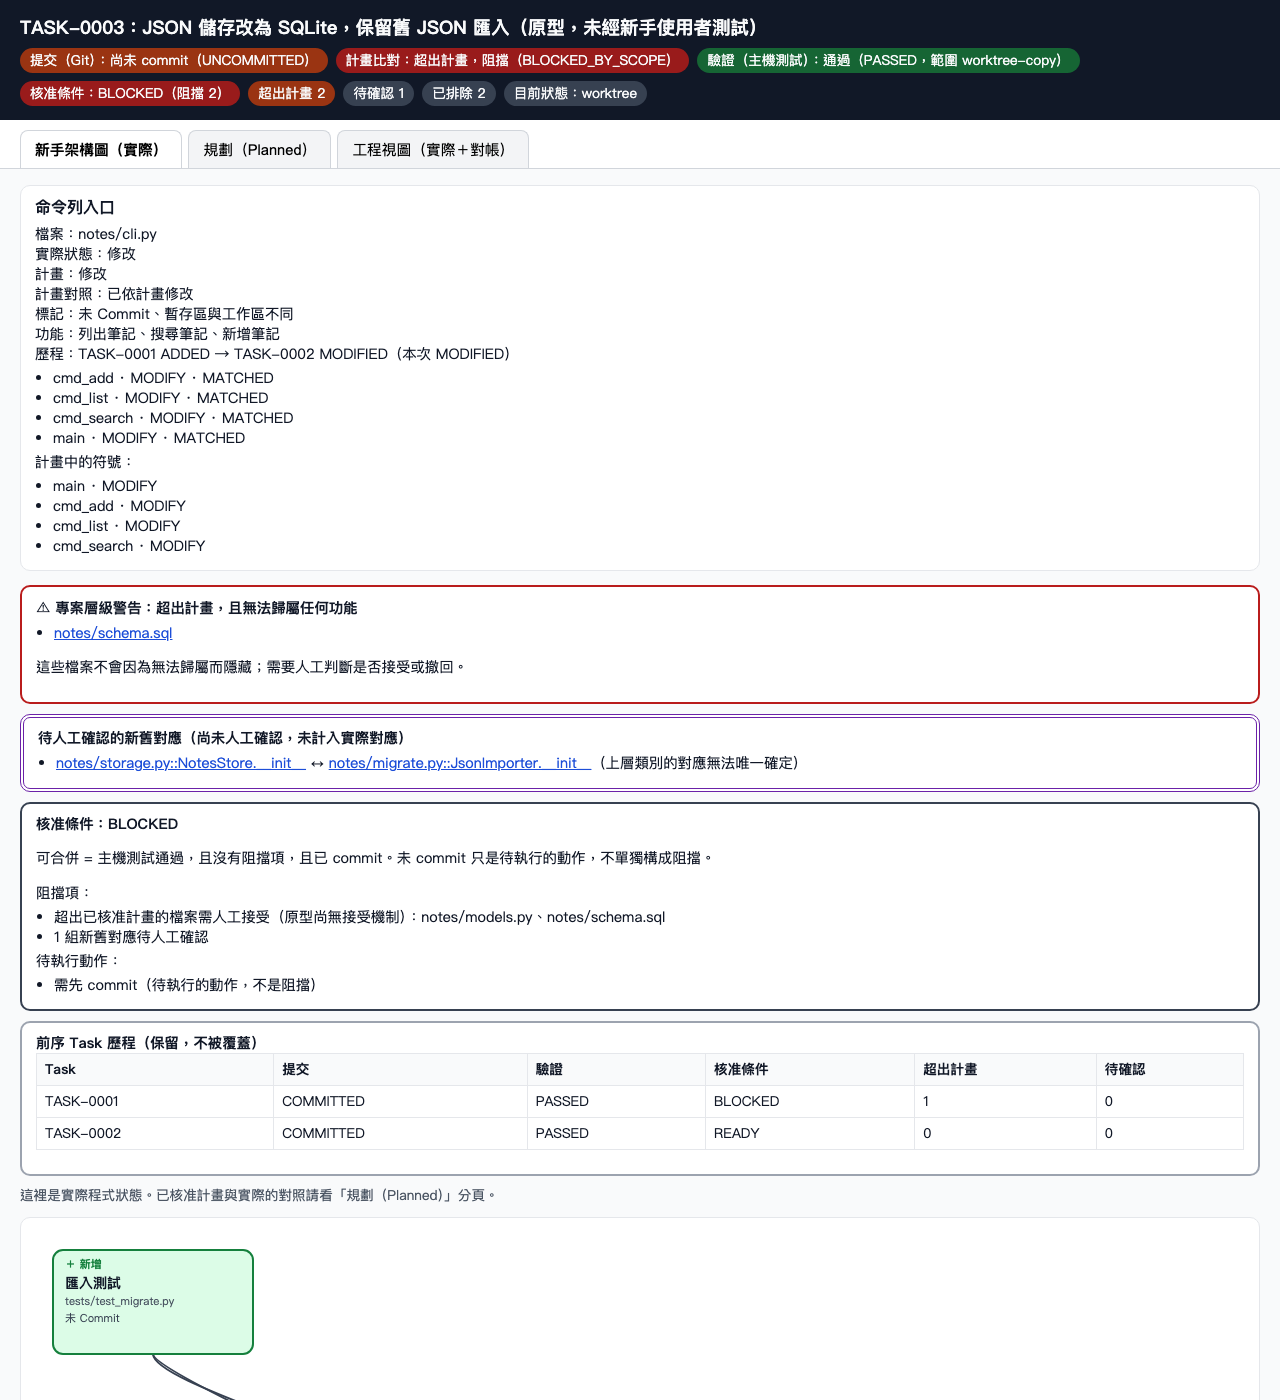 TASK-0003：JSON 儲存改為 SQLite，保留舊 JSON 匯入（原型，未經新手使用者測試）
提交（Git）：尚未 commit（UNCOMMITTED） 計畫比對：超出計畫，阻擋（BLOCKED_BY_SCOPE） 驗證（主機測試）：通過（PASSED，範圍 worktree-copy）
核准條件：BLOCKED（阻擋 2） 超出計畫 2 待確認 1 已排除 2 目前狀態：worktree
新手架構圖（實際） 規劃（Planned） 工程視圖（實際＋對帳）
命令列入口
檔案：notes/cli.py
實際狀態：修改
計畫：修改
計畫對照：已依計畫修改
標記：未 Commit、暫存區與工作區不同
功能：列出筆記、搜尋筆記、新增筆記
歷程：TASK-0001 ADDED → TASK-0002 MODIFIED（本次 MODIFIED）
• cmd_add · MODIFY · MATCHED
• cmd_list · MODIFY · MATCHED
• cmd_search · MODIFY · MATCHED
• main · MODIFY · MATCHED
計畫中的符號：
• main · MODIFY
• cmd_add · MODIFY
• cmd_list · MODIFY
• cmd_search · MODIFY
⚠ 專案層級警告：超出計畫，且無法歸屬任何功能
• notes/schema.sql
這些檔案不會因為無法歸屬而隱藏；需要人工判斷是否接受或撤回。
待人工確認的新舊對應（尚未人工確認，未計入實際對應）
• notes/storage.py::NotesStore.__init__ ↔ notes/migrate.py::JsonImporter.__init__（上層類別的對應無法唯一確定）
核准條件：BLOCKED
可合併 = 主機測試通過，且沒有阻擋項，且已 commit。未 commit 只是待執行的動作，不單獨構成阻擋。
阻擋項：
• 超出已核准計畫的檔案需人工接受（原型尚無接受機制）：notes/models.py、notes/schema.sql
• 1 組新舊對應待人工確認
待執行動作：
• 需先 commit（待執行的動作，不是阻擋）
前序 Task 歷程（保留，不被覆蓋）
Task 提交 驗證 核准條件 超出計畫 待確認
TASK-0001 COMMITTED PASSED BLOCKED 1 0
TASK-0002 COMMITTED PASSED READY 0 0
這裡是實際程式狀態。已核准計畫與實際的對照請看「規劃（Planned）」分頁。
＋ 新增
匯入測試
tests/test_migrate.py
未 Commit